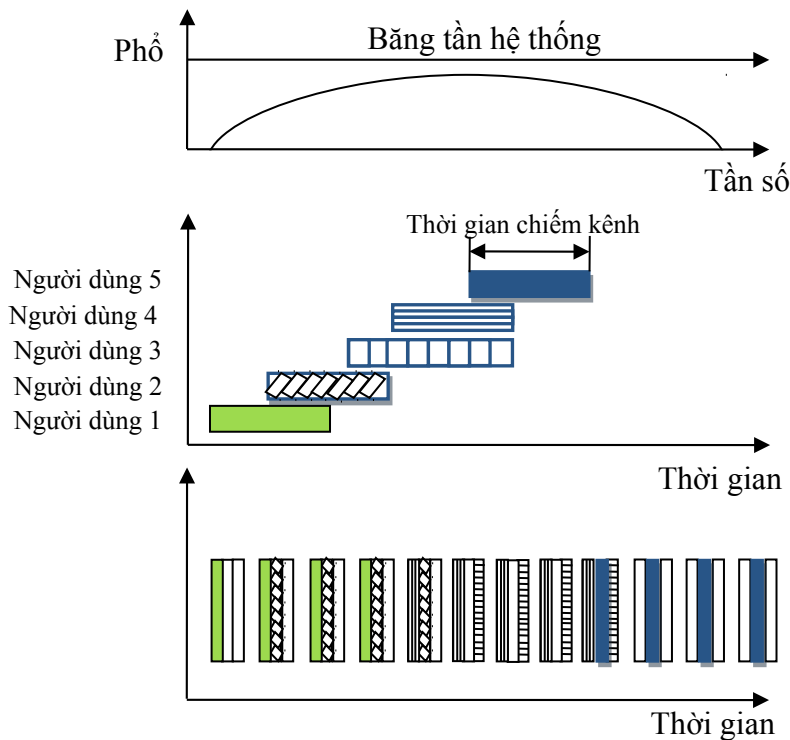 Phổ
Băng tần hệ thống
Tần số
Thời gian chiếm kênh
Người dùng 5
Người dùng 4
Người dùng 3
Người dùng 2
Người dùng 1
Thời gian
Thời gian